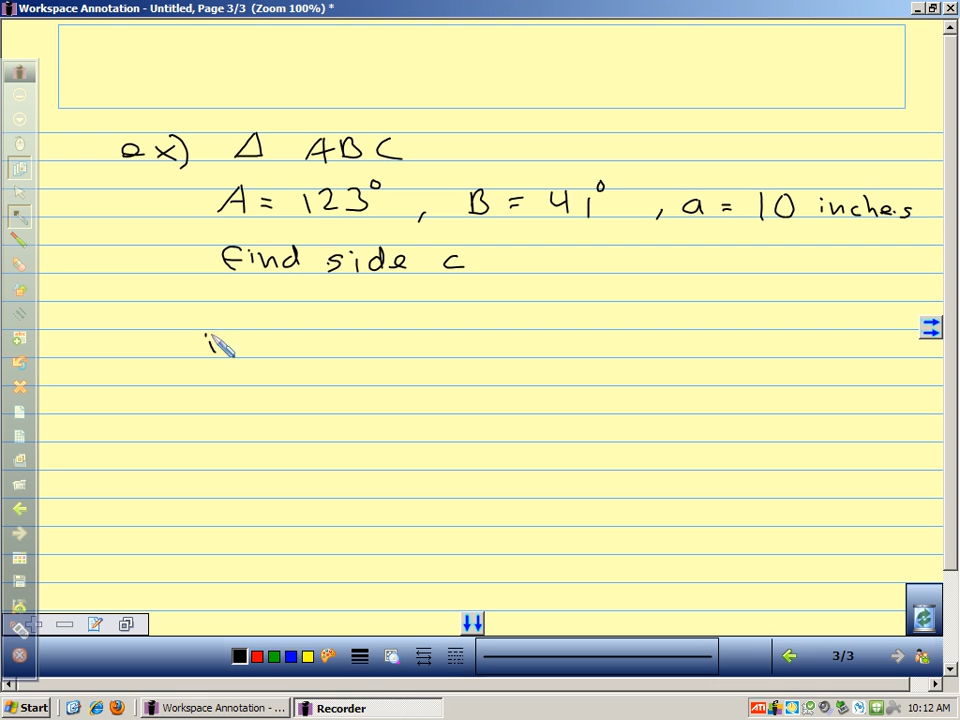 Workspace Annotation - Untitled, Page 3/3 (Zoom 100%) *
ex) Δ ABC
A = 123° , B = 41° , a = 10 inches
Find side c
i
3/3
Start
Workspace Annotation - ...
Recorder
ATI
10:12 AM